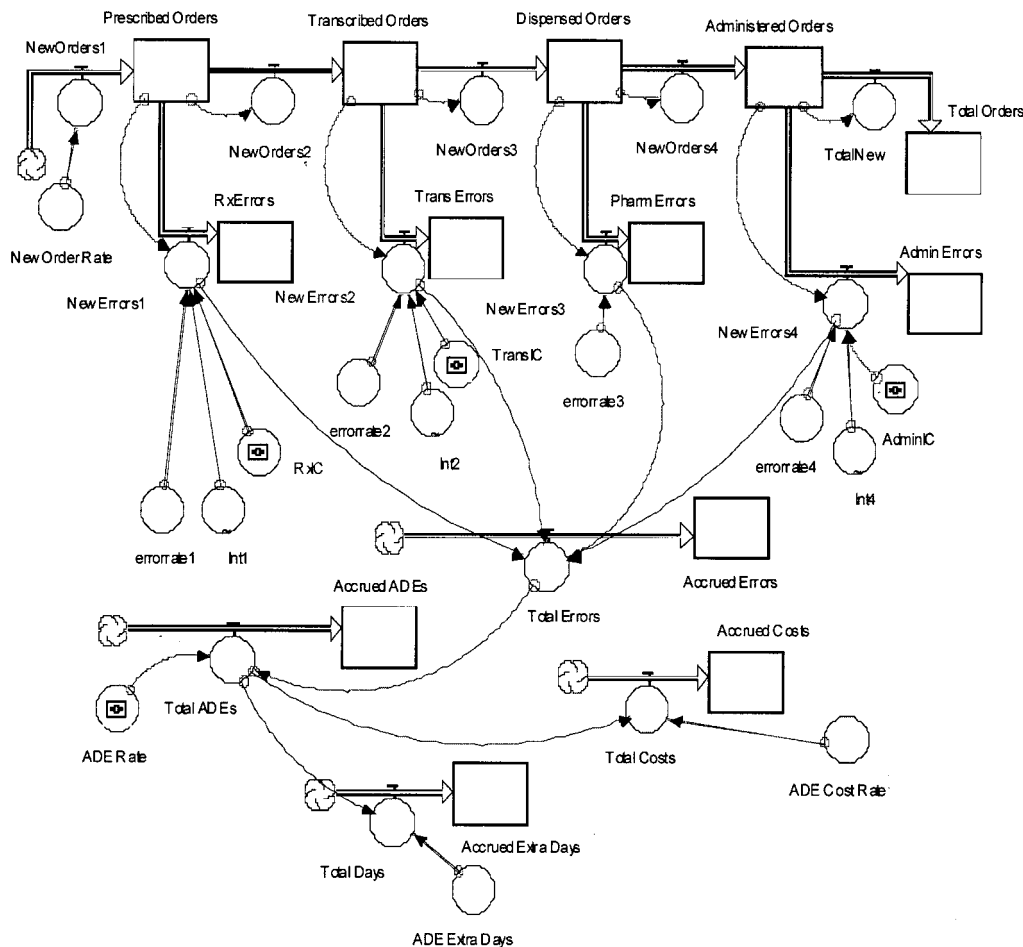 Prescribed Orders
Transcribed Orders
Dispensed Orders
Administered Orders
NewOrders1
NewOrders2
NewOrders3
NewOrders4
TotalNew
Total Orders
New Order Rate
RxErrors
Trans Errors
Pharm Errors
Admin Errors
NewErrors1
NewErrors2
NewErrors3
NewErrors4
TransIC
errorrate2
Int2
errorrate3
RxIC
errorrate4
AdminIC
Int4
errorrate1
Int1
Accrued ADEs
Total Errors
Accrued Errors
Accrued Costs
Total ADEs
ADE Rate
Total Costs
ADE Cost Rate
Total Days
Accrued Extra Days
ADE Extra Days